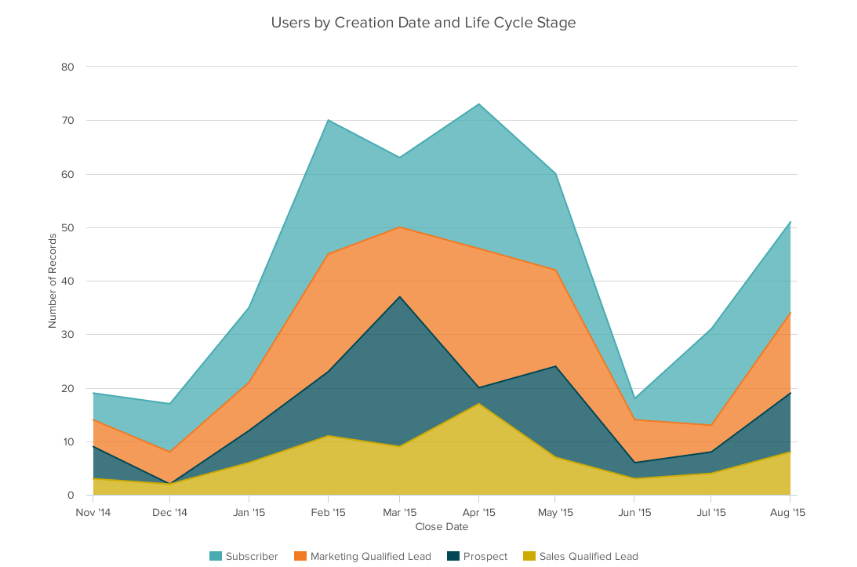 Users by Creation Date and Life Cycle Stage
80
70
60
50
40
30
20
10
0
Number of Records
Nov '14 Dec '14 Jan '15 Feb '15 Mar '15 Apr '15 May '15 Jun '15 Jul '15 Aug '15
Close Date
Subscriber Marketing Qualified Lead Prospect Sales Qualified Lead